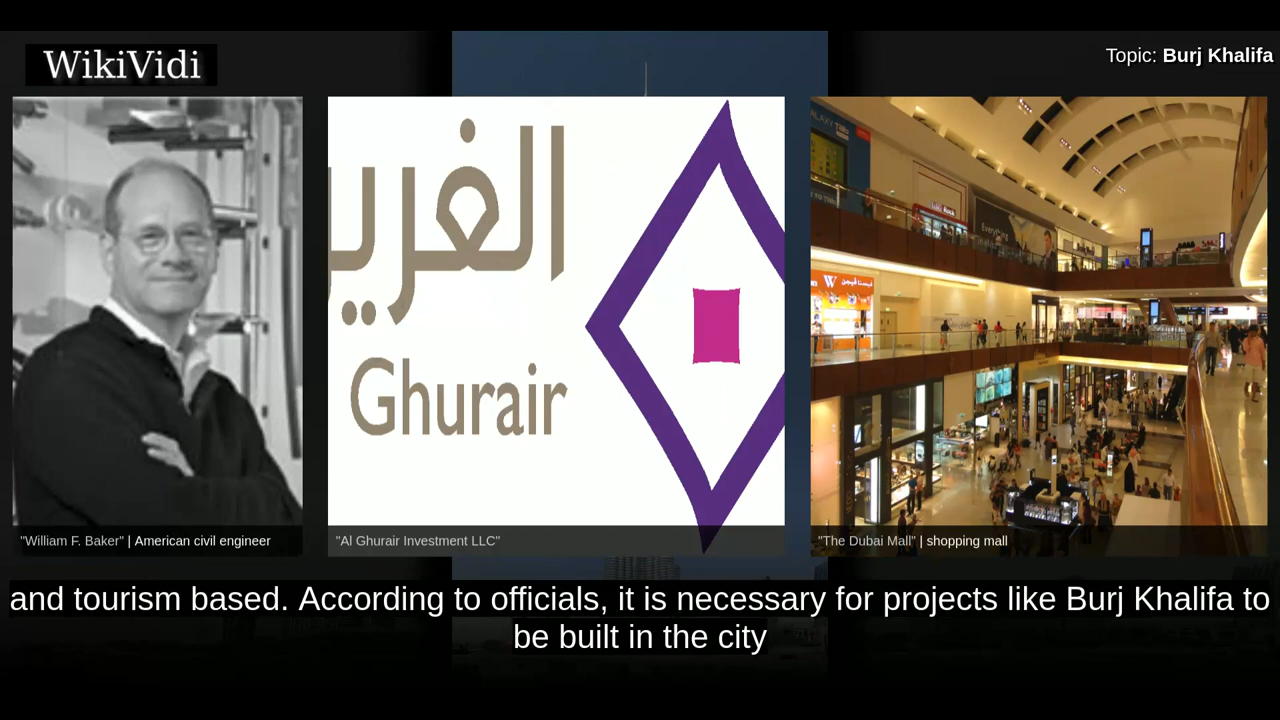 WikiVidi
Topic: Burj Khalifa
الغرير
Ghurair
"William F. Baker" | American civil engineer
"Al Ghurair Investment LLC"
"The Dubai Mall" | shopping mall
and tourism based. According to officials, it is necessary for projects like Burj Khalifa to
be built in the city